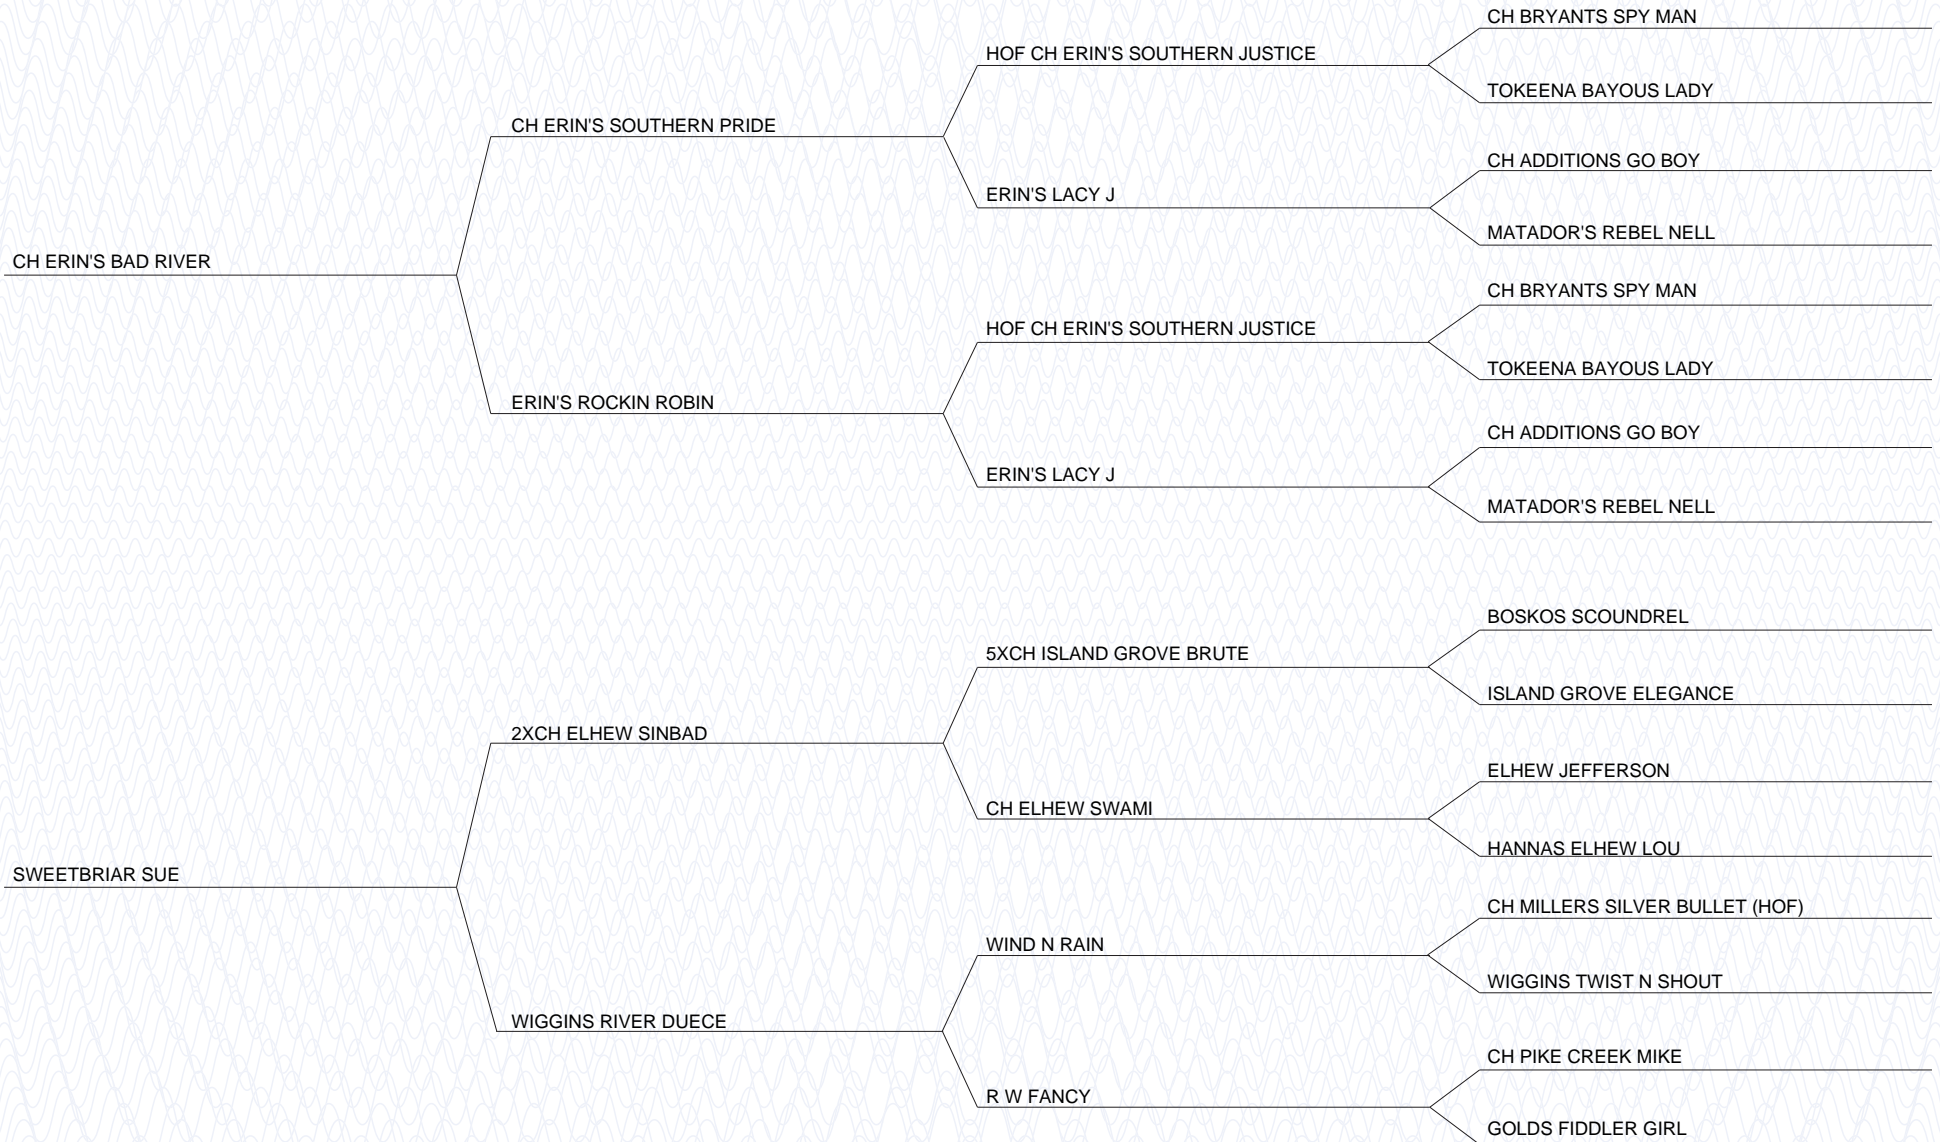 CH BRYANTS SPY MAN
HOF CH ERIN'S SOUTHERN JUSTICE
TOKEENA BAYOUS LADY
CH ERIN'S SOUTHERN PRIDE
CH ADDITIONS GO BOY
ERIN'S LACY J
MATADOR'S REBEL NELL
CH ERIN'S BAD RIVER
CH BRYANTS SPY MAN
HOF CH ERIN'S SOUTHERN JUSTICE
TOKEENA BAYOUS LADY
ERIN'S ROCKIN ROBIN
CH ADDITIONS GO BOY
ERIN'S LACY J
MATADOR'S REBEL NELL
BOSKOS SCOUNDREL
5XCH ISLAND GROVE BRUTE
ISLAND GROVE ELEGANCE
2XCH ELHEW SINBAD
ELHEW JEFFERSON
CH ELHEW SWAMI
HANNAS ELHEW LOU
SWEETBRIAR SUE
CH MILLERS SILVER BULLET (HOF)
WIND N RAIN
WIGGINS TWIST N SHOUT
WIGGINS RIVER DUECE
CH PIKE CREEK MIKE
R W FANCY
GOLDS FIDDLER GIRL